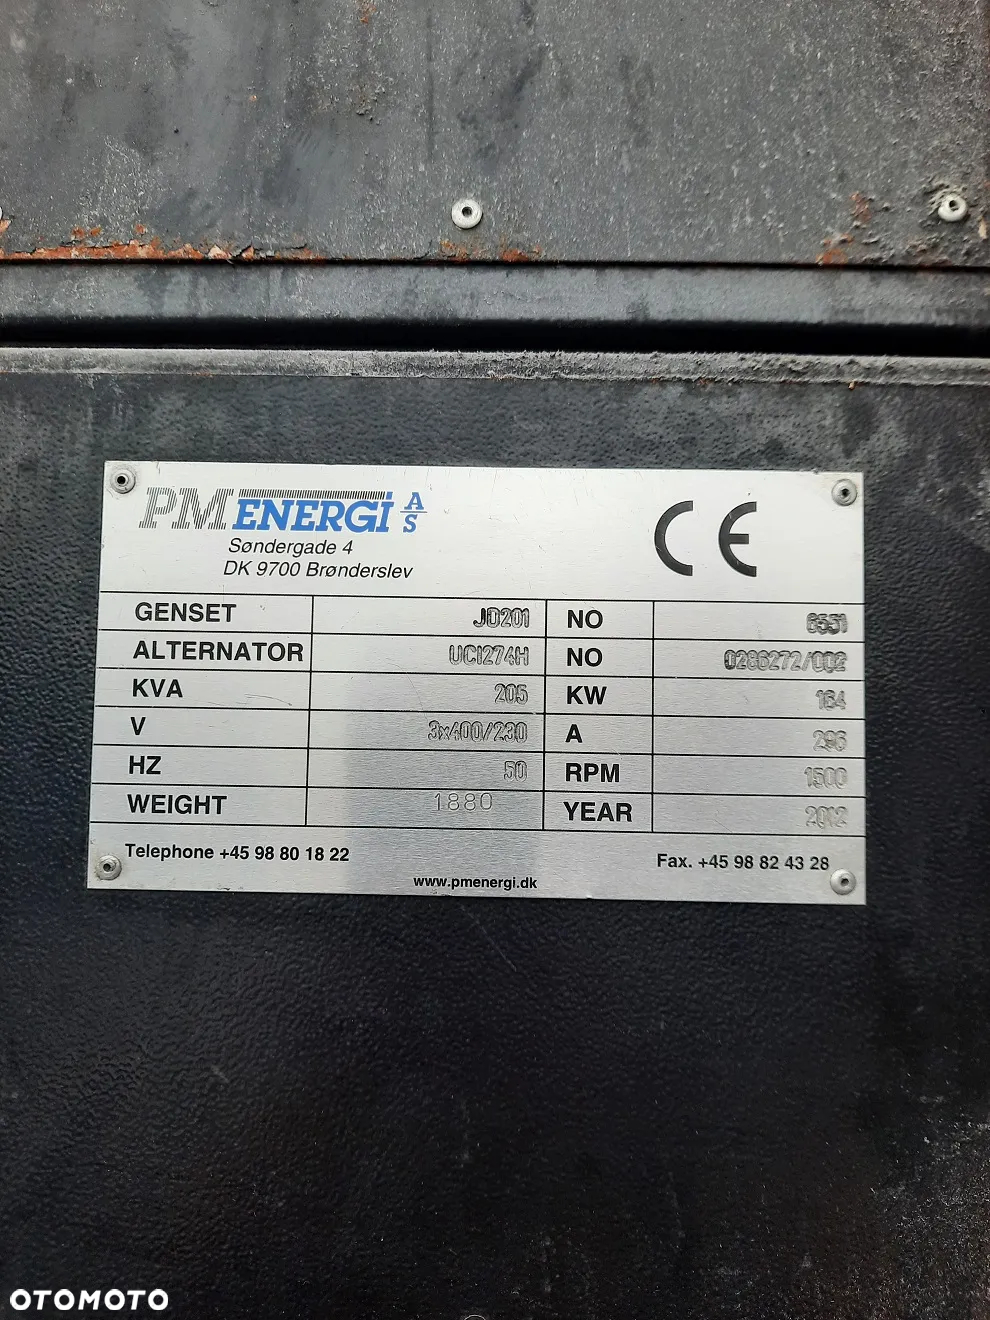 PM ENERGI A/S
Søndergade 4
DK 9700 Brønderslev
CE
GENSET JD201 NO 6551
ALTERNATOR UCI274H NO 0286272/002
KVA 205 KW 164
V 3x400/230 A 296
HZ 50 RPM 1500
WEIGHT 1880 YEAR 2012
Telephone +45 98 80 18 22 Fax. +45 98 82 43 28
www.pmenergi.dk
OTOMOTO